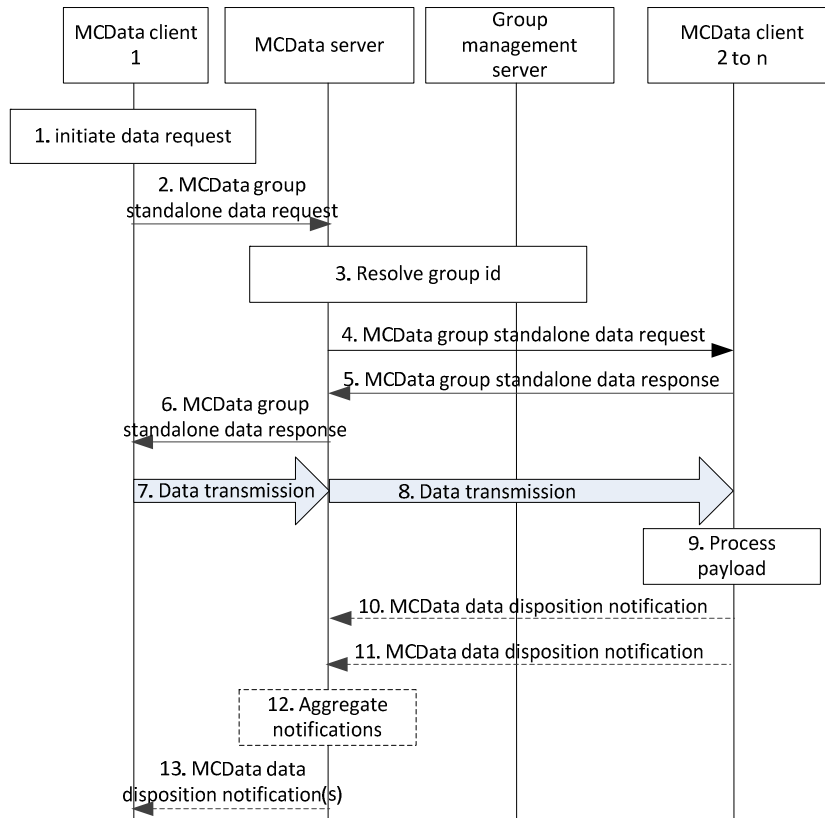 MCData client
1
MCData server
Group
management
server
MCData client
2 to n
1. initiate data request
2. MCData group
standalone data request
3. Resolve group id
4. MCData group standalone data request
5. MCData group standalone data response
6. MCData group
standalone data response
7. Data transmission
8. Data transmission
9. Process
payload
10. MCData data disposition notification
11. MCData data disposition notification
12. Aggregate
notifications
13. MCData data
disposition notification(s)